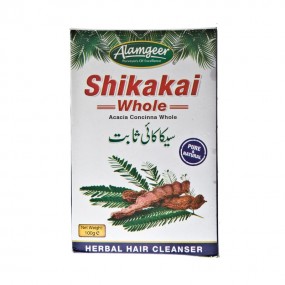 Alamgeer
Shikakai
Whole
Acacia Concinna Whole
سیکاکائی ثابت
PURE
&
NATURAL
Net Weight:
100g e
HERBAL HAIR CLEANSER